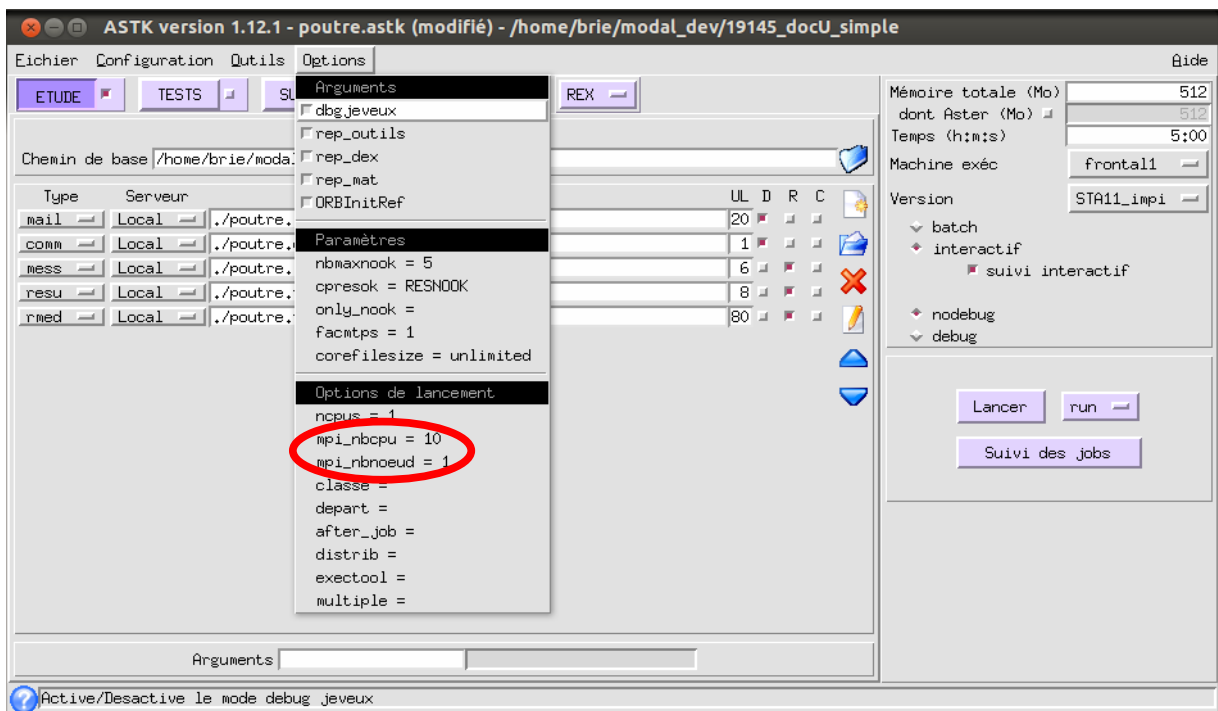 ASTK version 1.12.1 - poutre.astk (modifié) - /home/brie/modal_dev/19145_docU_simple
Fichier Configuration Outils Options Aide
ETUDE TESTS REX
Chemin de base /home/brie/modal
Type Serveur UL D R C
mail Local ./poutre. 20
comm Local ./poutre. 1
mess Local ./poutre. 6
resu Local ./poutre. 8
rmed Local ./poutre. 80
Arguments
dbgjeveux
rep_outils
rep_dex
rep_mat
ORBInitRef
Paramètres
nbmaxnook = 5
cpresok = RESNOOK
only_nook =
facmtps = 1
corefilesize = unlimited
Options de lancement
ncpus = 1
mpi_nbcpu = 10
mpi_nbnoeud = 1
classe =
depart =
after_job =
distrib =
exectool =
multiple =
Mémoire totale (Mo) 512
dont Aster (Mo) 512
Temps (h:m:s) 5:00
Machine exéc frontal1
Version STA11_impi
batch
interactif
suivi interactif
nodebug
debug
Lancer run
Suivi des jobs
Arguments
Active/Desactive le mode debug jeveux